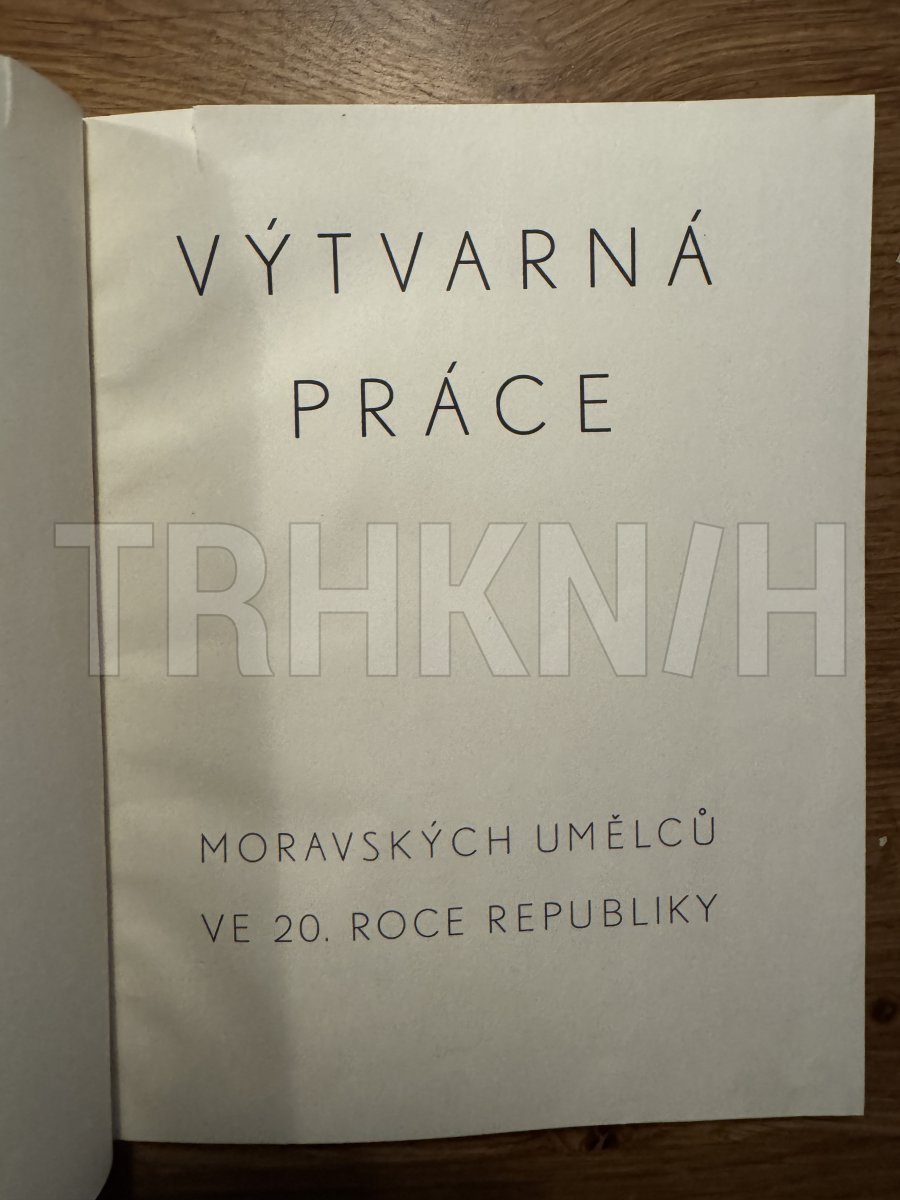 VÝTVARNÁ
PRÁCE
TRHKNIH
MORAVSKÝCH UMĚLCŮ
VE 20. ROCE REPUBLIKY